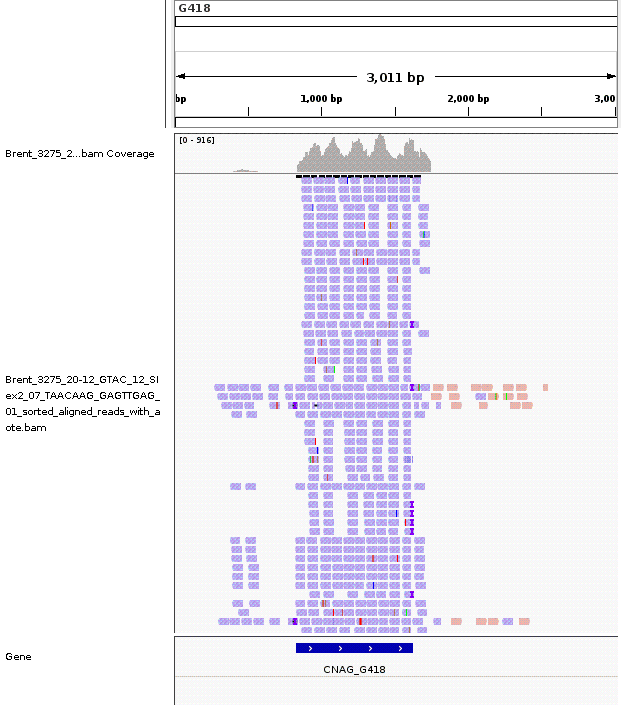 G418
3,011 bp
bp
1,000 bp
2,000 bp
3,00
[0 - 916]
Brent_3275_2...bam Coverage
Brent_3275_20-12_GTAC_12_SI
ex2_07_TAACAAG_GAGTTGAG_
01_sorted_aligned_reads_with_a
ote.bam
Gene
CNAG_G418